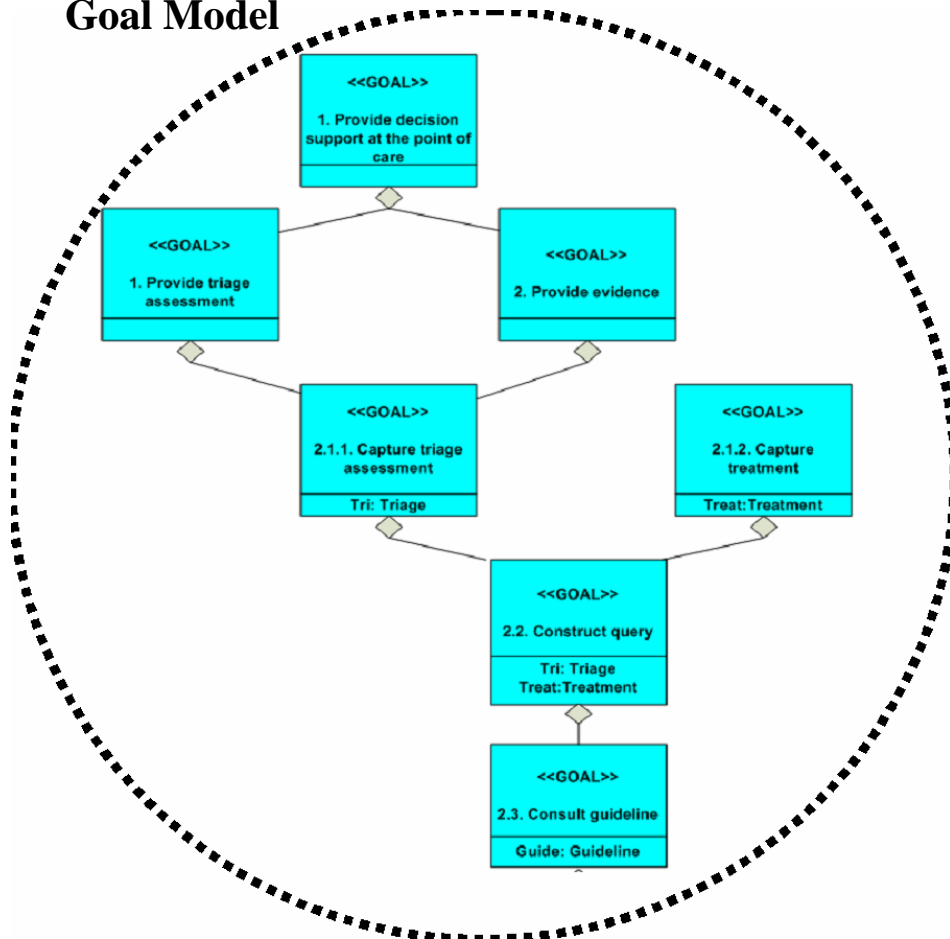 Goal Model
<<GOAL>>
1. Provide decision
support at the point of
care
<<GOAL>>
1. Provide triage
assessment
<<GOAL>>
2. Provide evidence
<<GOAL>>
2.1.1. Capture triage
assessment
Tri: Triage
<<GOAL>>
2.1.2. Capture
treatment
Treat:Treatment
<<GOAL>>
2.2. Construct query
Tri: Triage
Treat:Treatment
<<GOAL>>
2.3. Consult guideline
Guide: Guideline